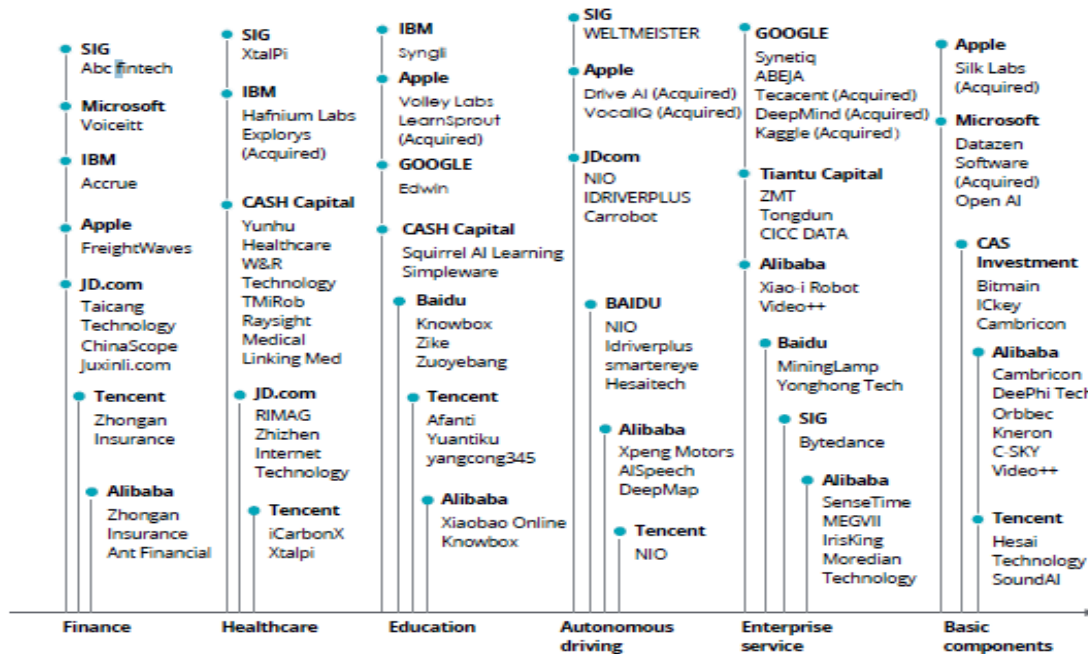 SIG
Abc fintech
Microsoft
Voiceitt
IBM
Accrue
Apple
FreightWaves
JD.com
Taicang
Technology
ChinaScope
Juxinli.com
Tencent
Zhongan
Insurance
Alibaba
Zhongan
Insurance
Ant Financial
Finance
SIG
XtalPi
IBM
Hafnium Labs
Explorys
(Acquired)
CASH Capital
Yunhu
Healthcare
W&R
Technology
TMiRob
Raysight
Medical
Linking Med
JD.com
RIMAG
Zhizhen
Internet
Technology
Tencent
iCarbonX
Xtalpi
Healthcare
IBM
Syngli
Apple
Volley Labs
LearnSprout
(Acquired)
GOOGLE
Edwin
CASH Capital
Squirrel AI Learning
Simpleware
Baidu
Knowbox
Zike
Zuoyebang
Tencent
Afanti
Yuantiku
yangcong345
Alibaba
Xiaobao Online
Knowbox
Education
SIG
WELTMEISTER
Apple
Drive AI (Acquired)
VocalIQ (Acquired)
JDcom
NIO
IDRIVERPLUS
Carrobot
BAIDU
NIO
Idriverplus
smartereye
Hesaitech
Alibaba
Xpeng Motors
AISpeech
DeepMap
Tencent
NIO
Autonomous
driving
GOOGLE
Synetiq
ABEJA
Tecacent (Acquired)
DeepMind (Acquired)
Kaggle (Acquired)
Tiantu Capital
ZMT
Tongdun
CICC DATA
Alibaba
Xiao-i Robot
Video++
Baidu
MiningLamp
Yonghong Tech
SIG
Bytedance
Alibaba
SenseTime
MEGVII
IrisKing
Moredian
Technology
Enterprise
service
Apple
Silk Labs
(Acquired)
Microsoft
Datazen
Software
(Acquired)
Open AI
CAS
Investment
Bitmain
ICkey
Cambricon
Alibaba
Cambricon
DeePhi Tech
Orbbec
Kneron
C-SKY
Video++
Tencent
Hesai
Technology
SoundAI
Basic
components